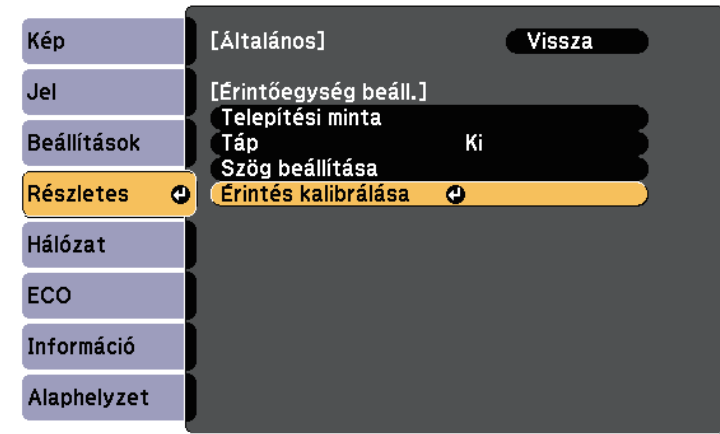 Kép
Jel
Beállítások
Részletes
Hálózat
ECO
Információ
Alaphelyzet
[Általános] Vissza
[Érintőegység beáll.]
Telepítési minta
Táp Ki
Szög beállítása
Érintés kalibrálása